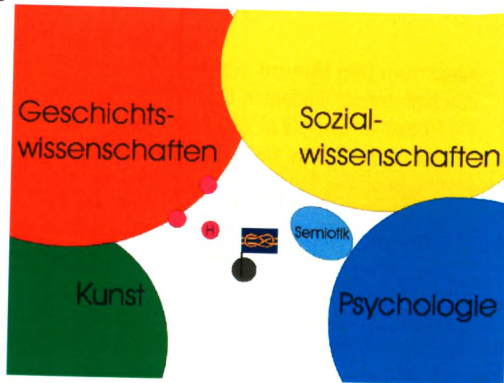 Geschichts-
wissenschaften
Sozial-
wissenschaften
H
Semiotik
Kunst
Psychologie